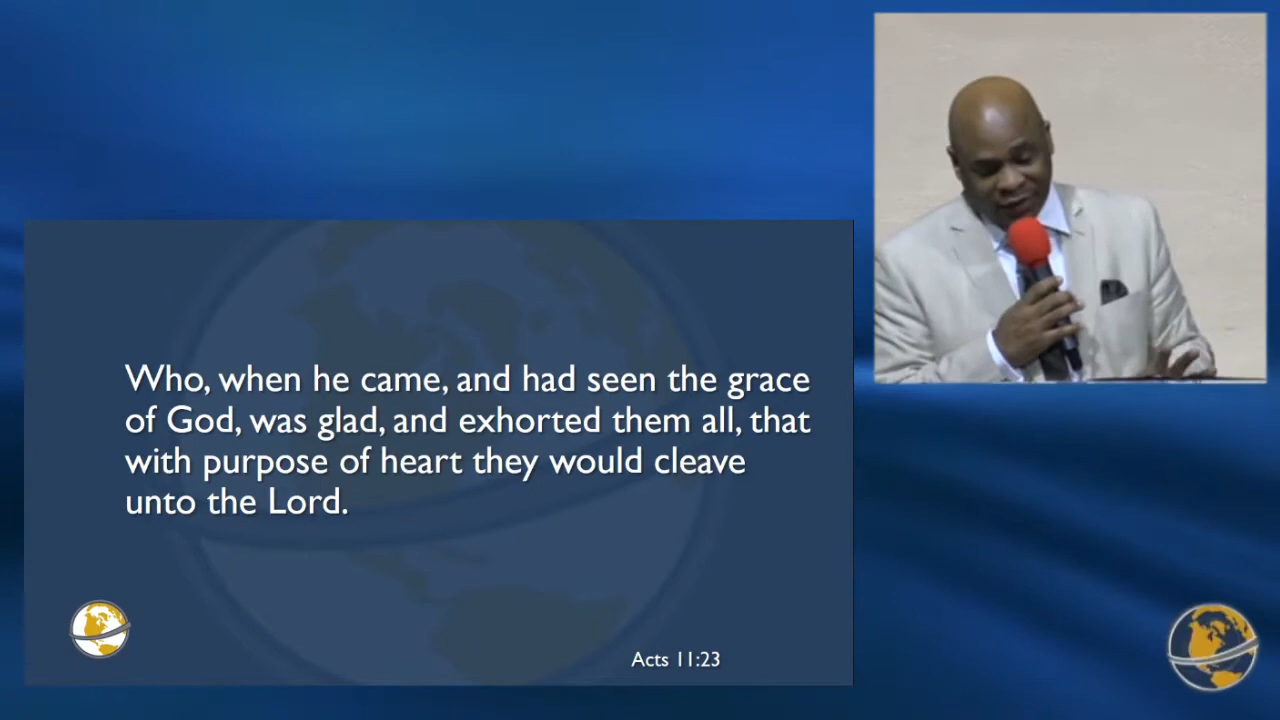 Who, when he came, and had seen the grace
of God, was glad, and exhorted them all, that
with purpose of heart they would cleave
unto the Lord.
Acts 11:23